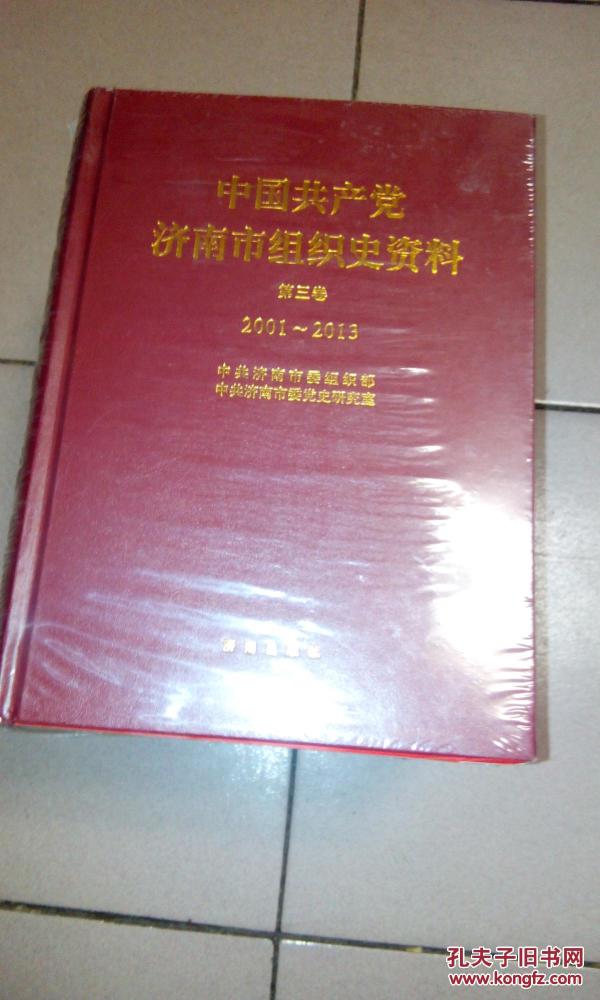 中国共产党
济南市组织史资料
第三卷
2001～2013
中共济南市委组织部
中共济南市委党史研究室
济南出版社
孔夫子旧书网
www.kongfz.com